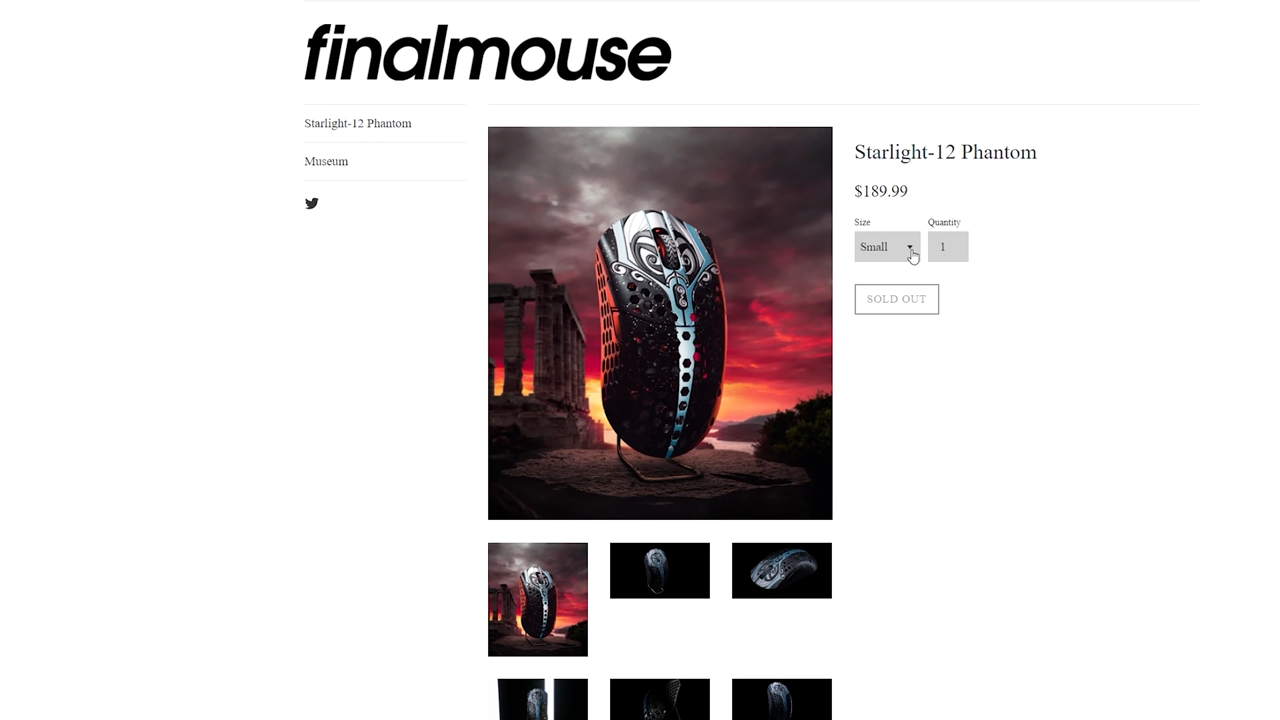 finalmouse
Starlight-12 Phantom
Museum
Starlight-12 Phantom
$189.99
Size Quantity
Small 1
SOLD OUT